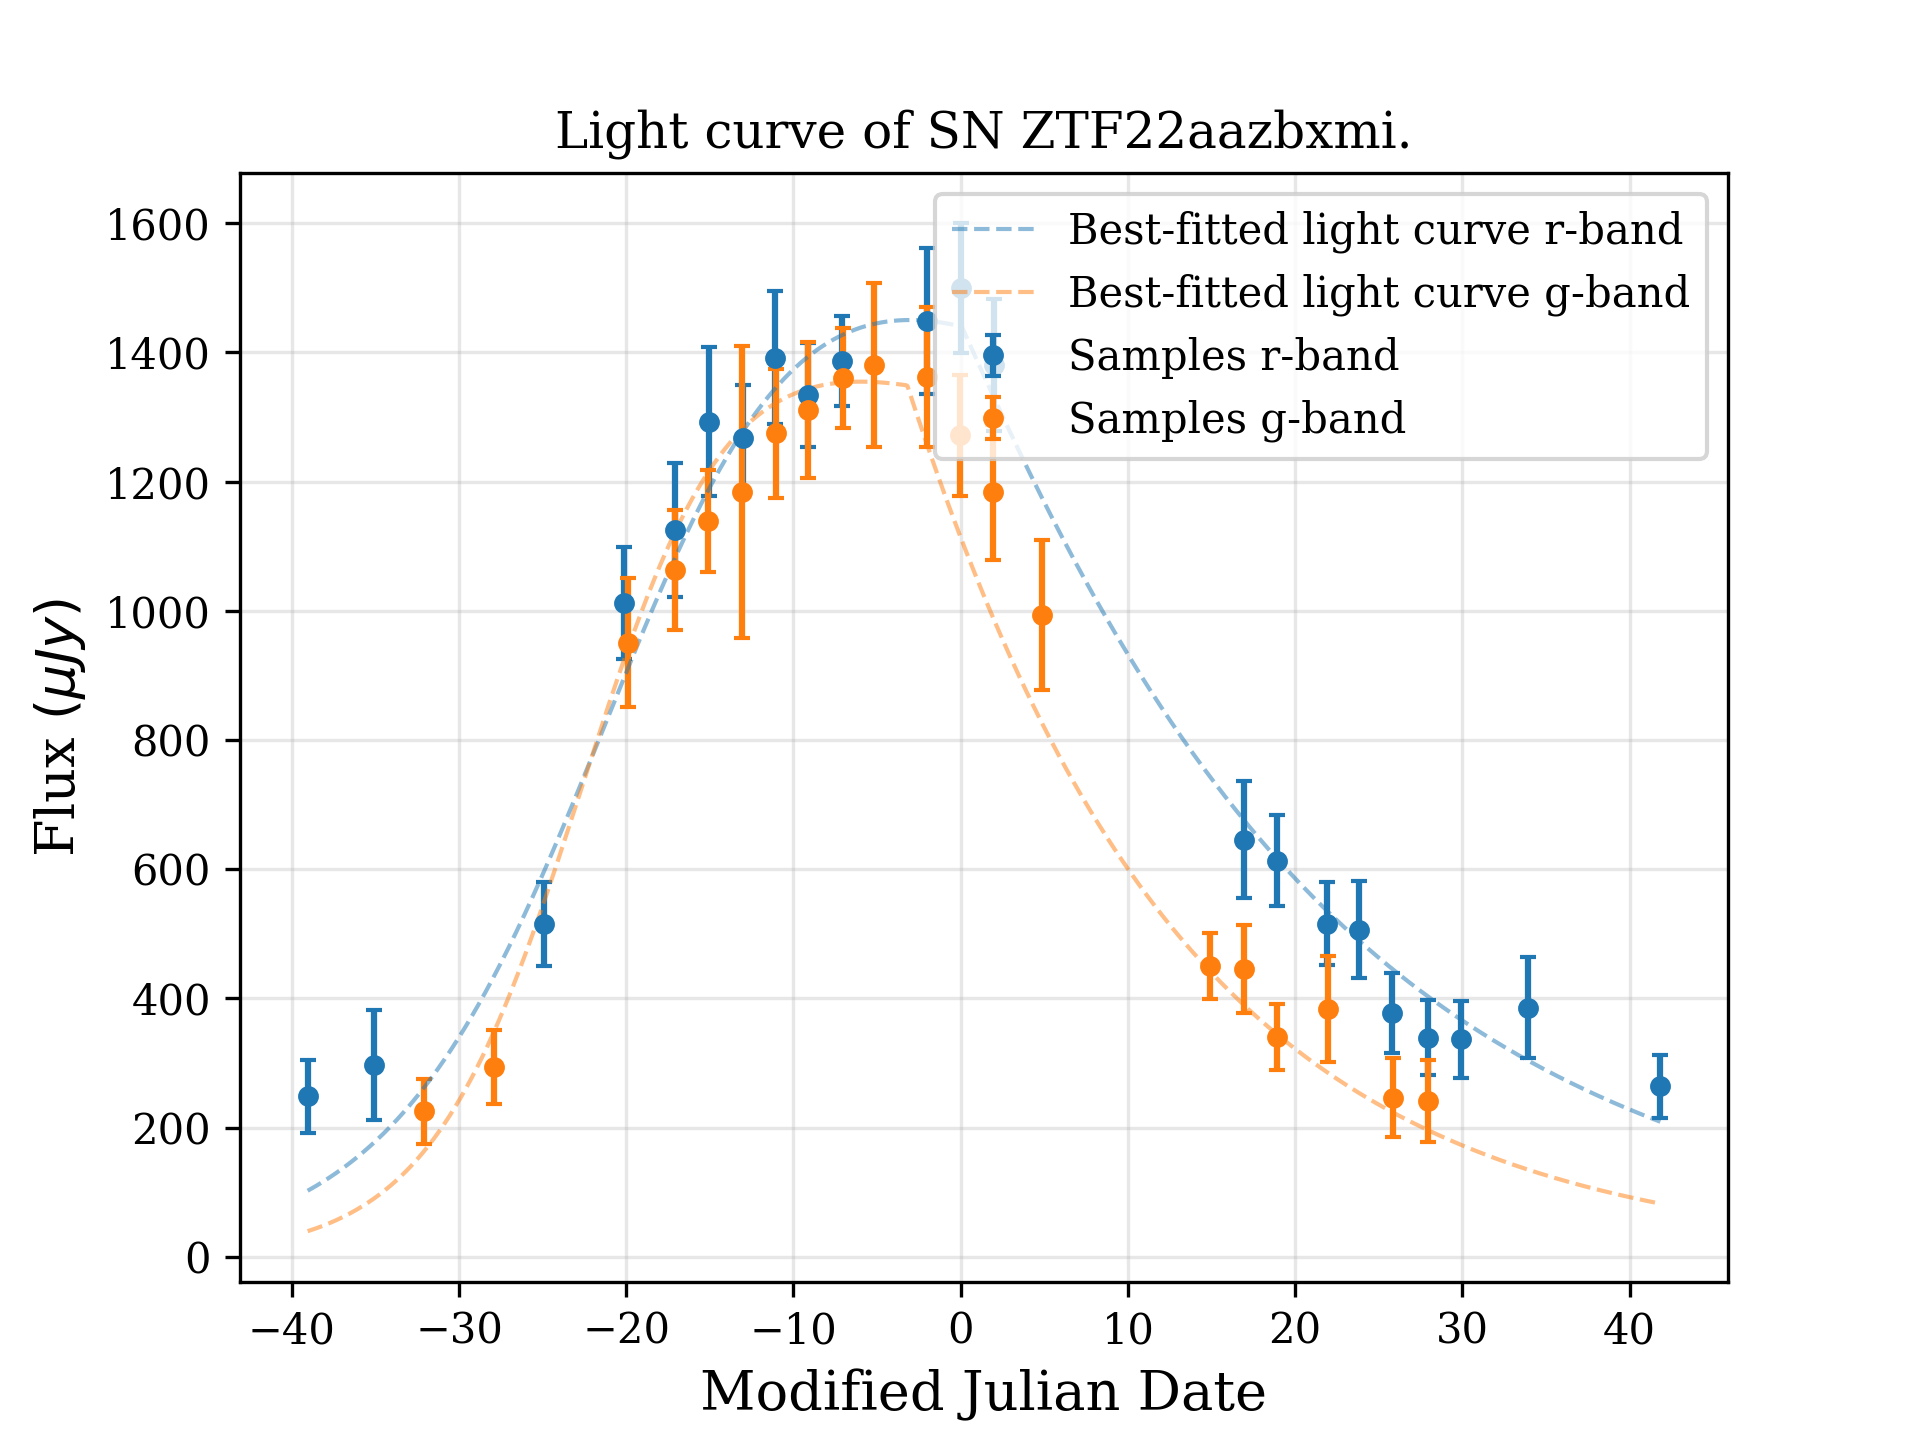 Light curve of SN ZTF22aazbxmi.
Best-fitted light curve r-band
Best-fitted light curve g-band
Samples r-band
Samples g-band
1600
1400
1200
1000
800
600
400
200
0
Flux (μJy)
−40 −30 −20 −10 0 10 20 30 40
Modified Julian Date